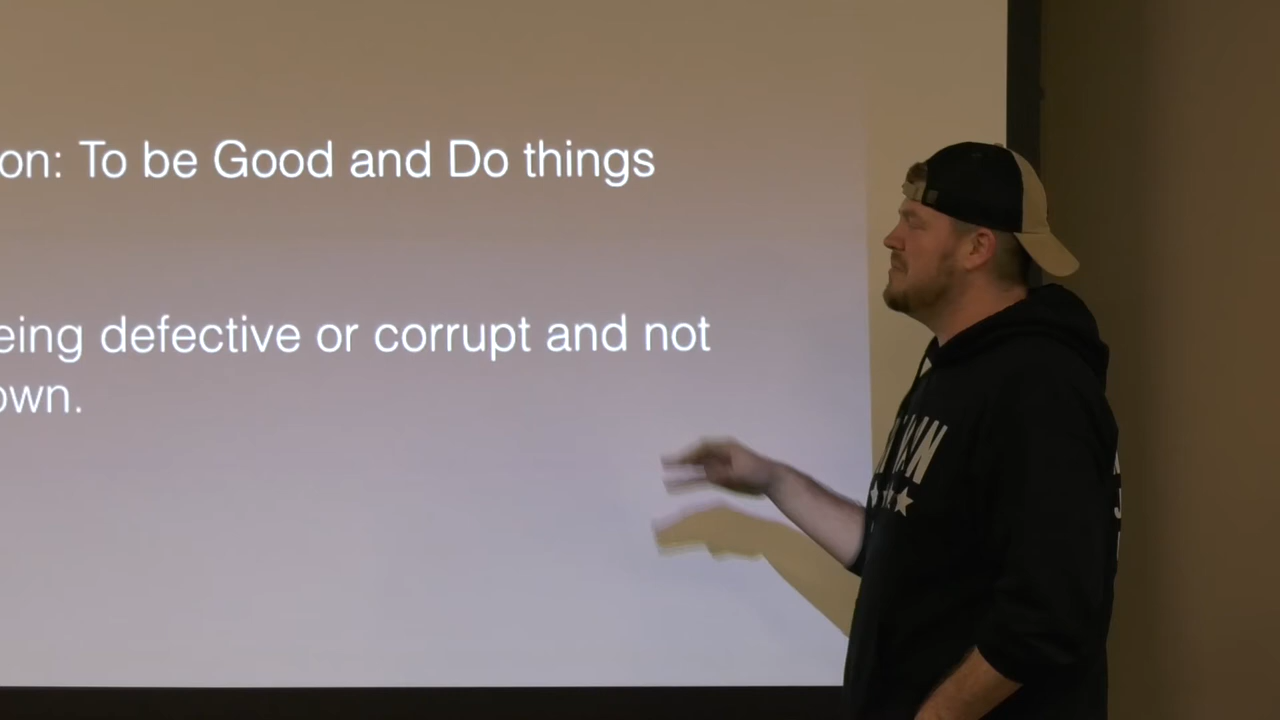 on: To be Good and Do things
eing defective or corrupt and not
own.